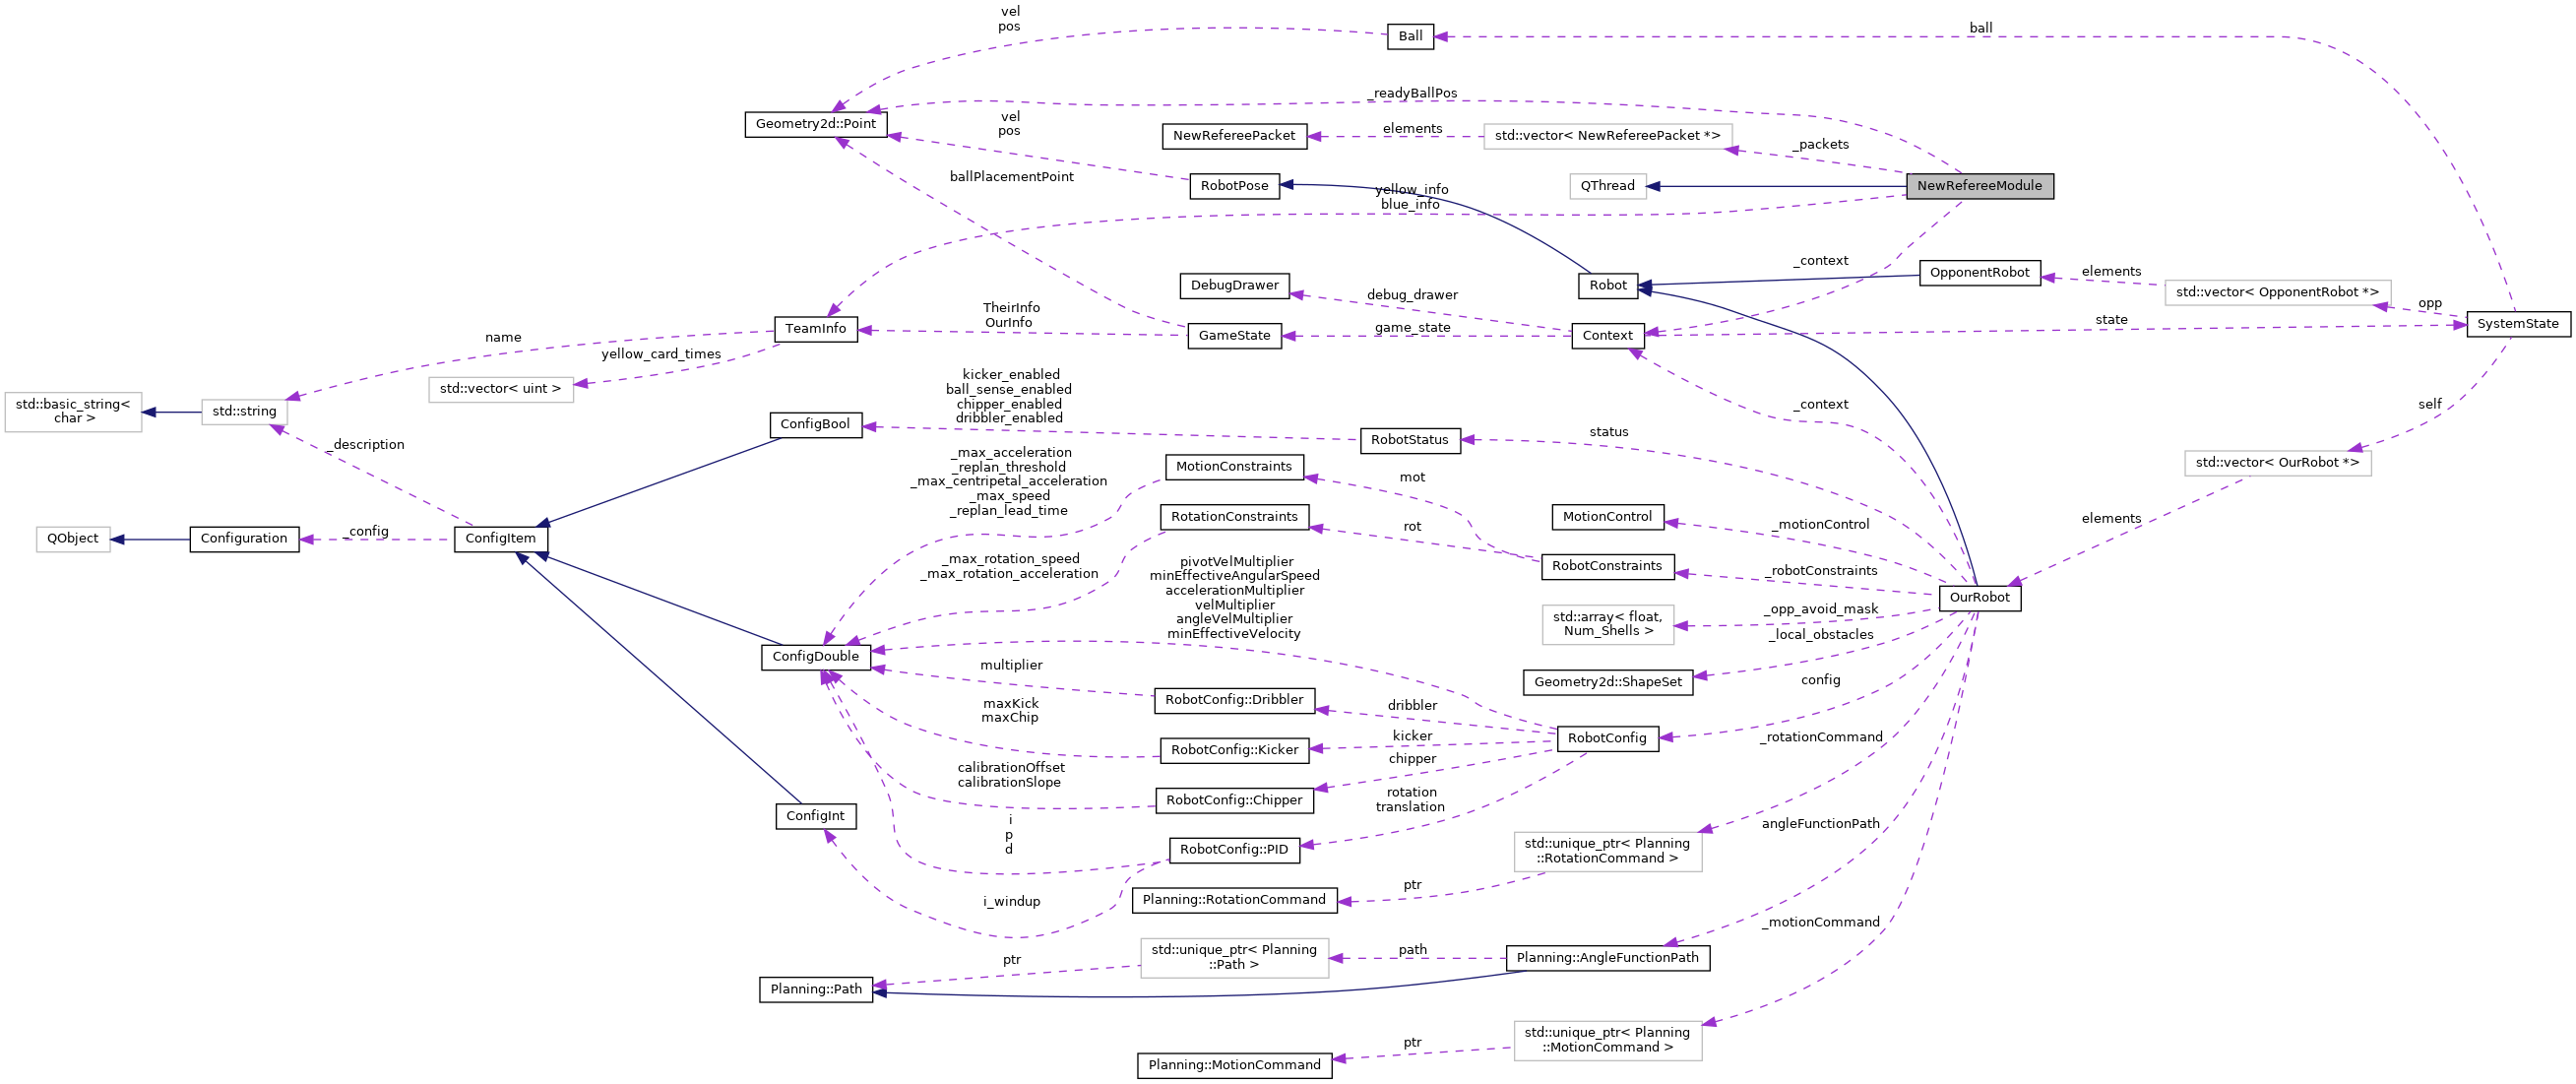 vel
pos
Ball
ball
_readyBallPos
Geometry2d::Point
vel
pos
NewRefereePacket
elements
std::vector< NewRefereePacket *>
_packets
ballPlacementPoint
RobotPose
yellow_info
blue_info
QThread
NewRefereeModule
_context
OpponentRobot
elements
std::vector< OpponentRobot *>
opp
DebugDrawer
debug_drawer
Robot
TheirInfo
OurInfo
TeamInfo
GameState
game_state
Context
state
SystemState
name
yellow_card_times
std::vector< uint >
std::basic_string<
char >
std::string
kicker_enabled
ball_sense_enabled
chipper_enabled
dribbler_enabled
ConfigBool
RobotStatus
status
_context
self
std::vector< OurRobot *>
_description
_max_acceleration
_replan_threshold
_max_centripetal_acceleration
_max_speed
_replan_lead_time
MotionConstraints
mot
QObject
Configuration
_config
ConfigItem
RotationConstraints
rot
MotionControl
_motionControl
elements
_max_rotation_speed
_max_rotation_acceleration
pivotVelMultiplier
minEffectiveAngularSpeed
accelerationMultiplier
velMultiplier
angleVelMultiplier
minEffectiveVelocity
RobotConstraints
_robotConstraints
OurRobot
std::array< float,
Num_Shells >
_opp_avoid_mask
_local_obstacles
ConfigDouble
multiplier
RobotConfig::Dribbler
dribbler
Geometry2d::ShapeSet
config
maxKick
maxChip
RobotConfig::Kicker
kicker
RobotConfig
_rotationCommand
chipper
calibrationOffset
calibrationSlope
RobotConfig::Chipper
rotation
translation
ConfigInt
i
p
d
RobotConfig::PID
angleFunctionPath
std::unique_ptr< Planning
::RotationCommand >
i_windup
Planning::RotationCommand
ptr
_motionCommand
ptr
std::unique_ptr< Planning
::Path >
path
Planning::AngleFunctionPath
Planning::Path
std::unique_ptr< Planning
::MotionCommand >
ptr
Planning::MotionCommand